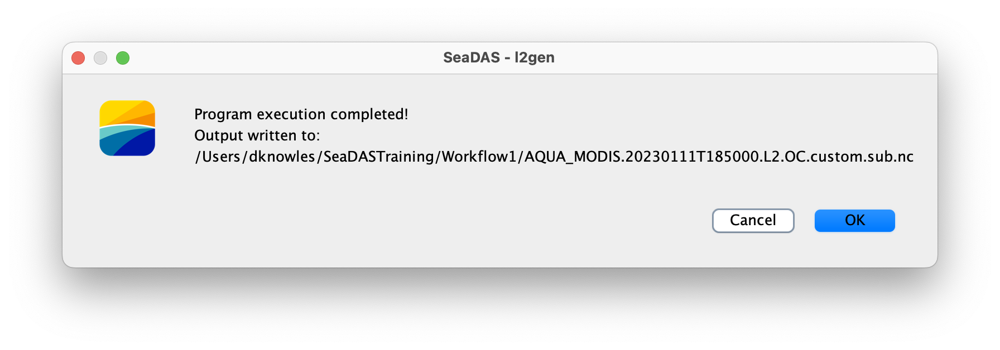 SeaDAS - l2gen
Program execution completed!
Output written to:
/Users/dknowles/SeaDASTraining/Workflow1/AQUA_MODIS.20230111T185000.L2.OC.custom.sub.nc
Cancel
OK